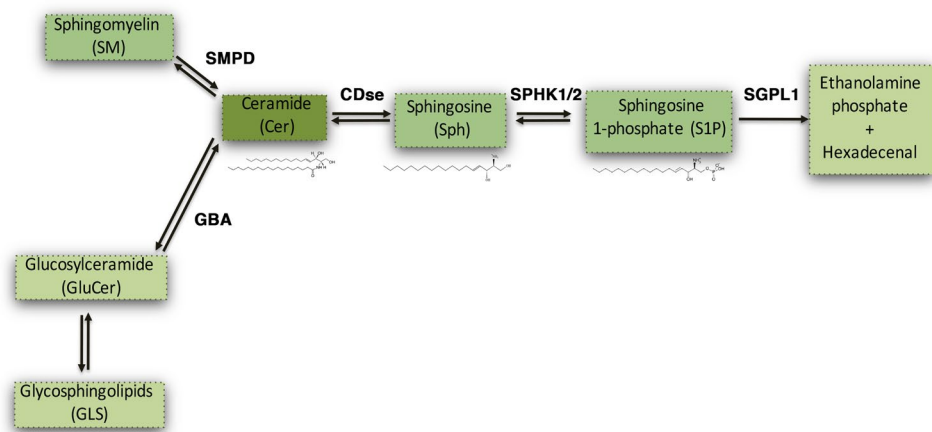 Sphingomyelin
(SM)
SMPD
Ceramide
(Cer)
CDse
Sphingosine
(Sph)
SPHK1/2
Sphingosine
1-phosphate (S1P)
SGPL1
Ethanolamine
phosphate
+
Hexadecenal
GBA
Glucosylceramide
(GluCer)
Glycosphingolipids
(GLS)